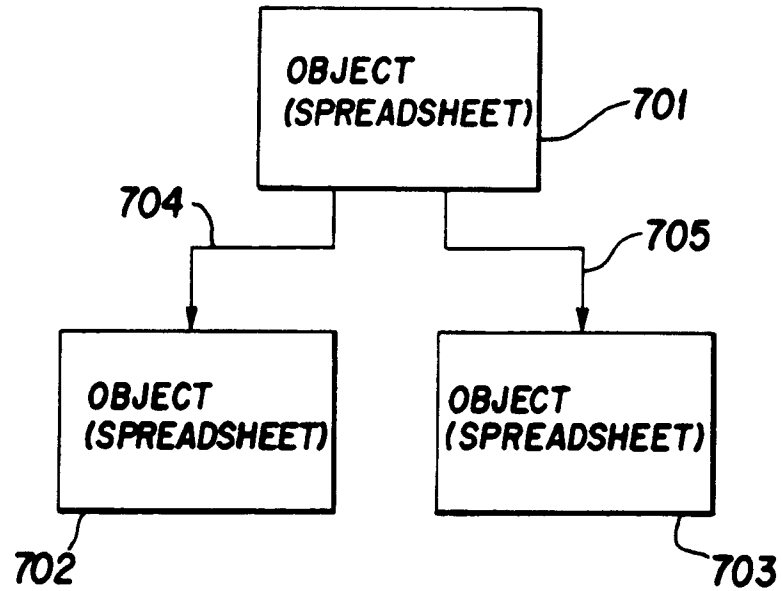 OBJECT
(SPREADSHEET)
701
704
705
OBJECT
(SPREADSHEET)
OBJECT
(SPREADSHEET)
702
703